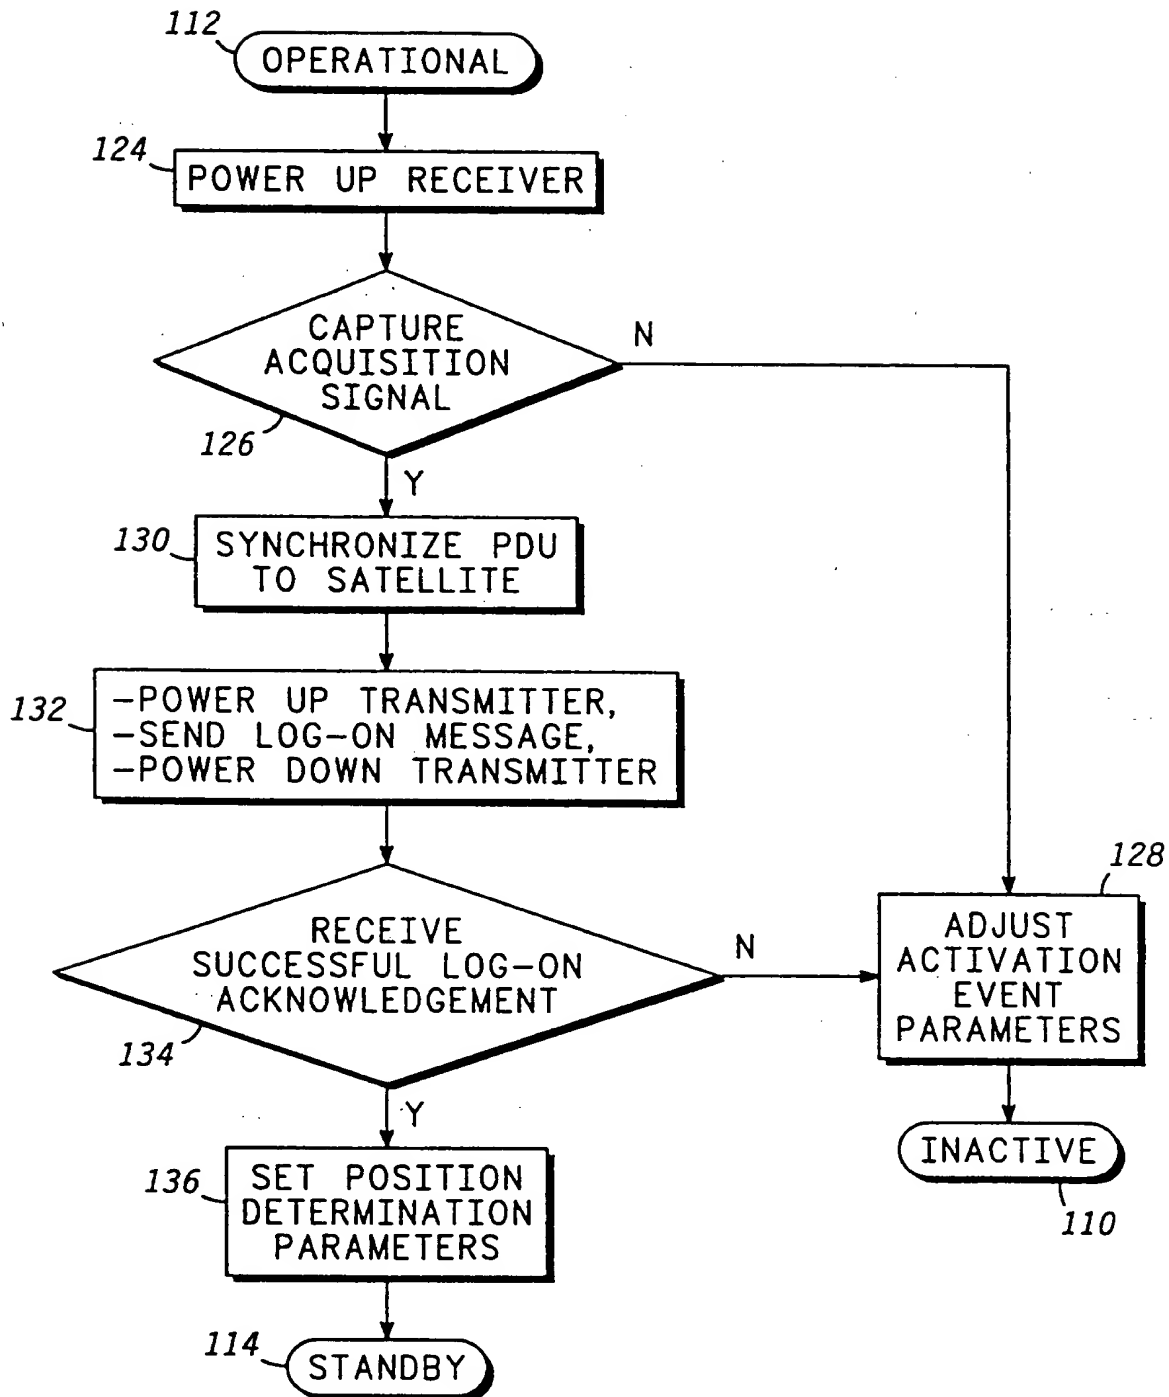 112
OPERATIONAL
124
POWER UP RECEIVER
CAPTURE
ACQUISITION
SIGNAL
N
126
Y
130
SYNCHRONIZE PDU
TO SATELLITE
132
-POWER UP TRANSMITTER,
-SEND LOG-ON MESSAGE,
-POWER DOWN TRANSMITTER
128
RECEIVE
SUCCESSFUL LOG-ON
ACKNOWLEDGEMENT
N
ADJUST
ACTIVATION
EVENT
PARAMETERS
134
Y
INACTIVE
110
136
SET POSITION
DETERMINATION
PARAMETERS
114
STANDBY